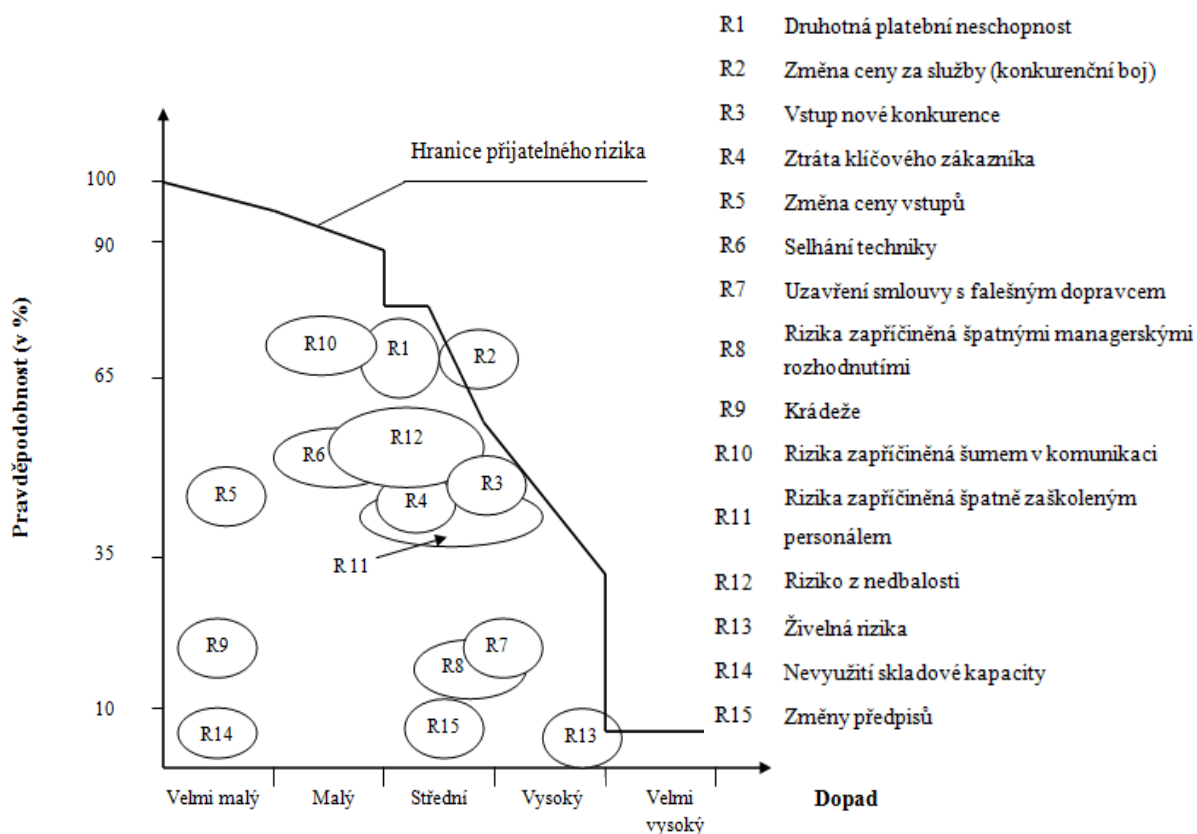 R1 Druhotná platební neschopnost
R2 Změna ceny za služby (konkurenční boj)
R3 Vstup nové konkurence
R4 Ztráta klíčového zákazníka
R5 Změna ceny vstupů
R6 Selhání techniky
R7 Uzavření smlouvy s falešným dopravcem
R8 Rizika zapříčiněná špatnými managerskými
rozhodnutími
R9 Krádeže
R10 Rizika zapříčiněná šumem v komunikaci
R11 Rizika zapříčiněná špatně zaškoleným
personálem
R12 Riziko z nedbalosti
R13 Živelná rizika
R14 Nevyužití skladové kapacity
R15 Změny předpisů
Hranice přijatelného rizika
Pravděpodobnost (v %)
100
90
65
35
10
R10
R1
R2
R12
R6
R3
R4
R5
R11
R9
R7
R8
R14
R15
R13
Velmi malý
Malý
Střední
Vysoký
Velmi
vysoký
Dopad